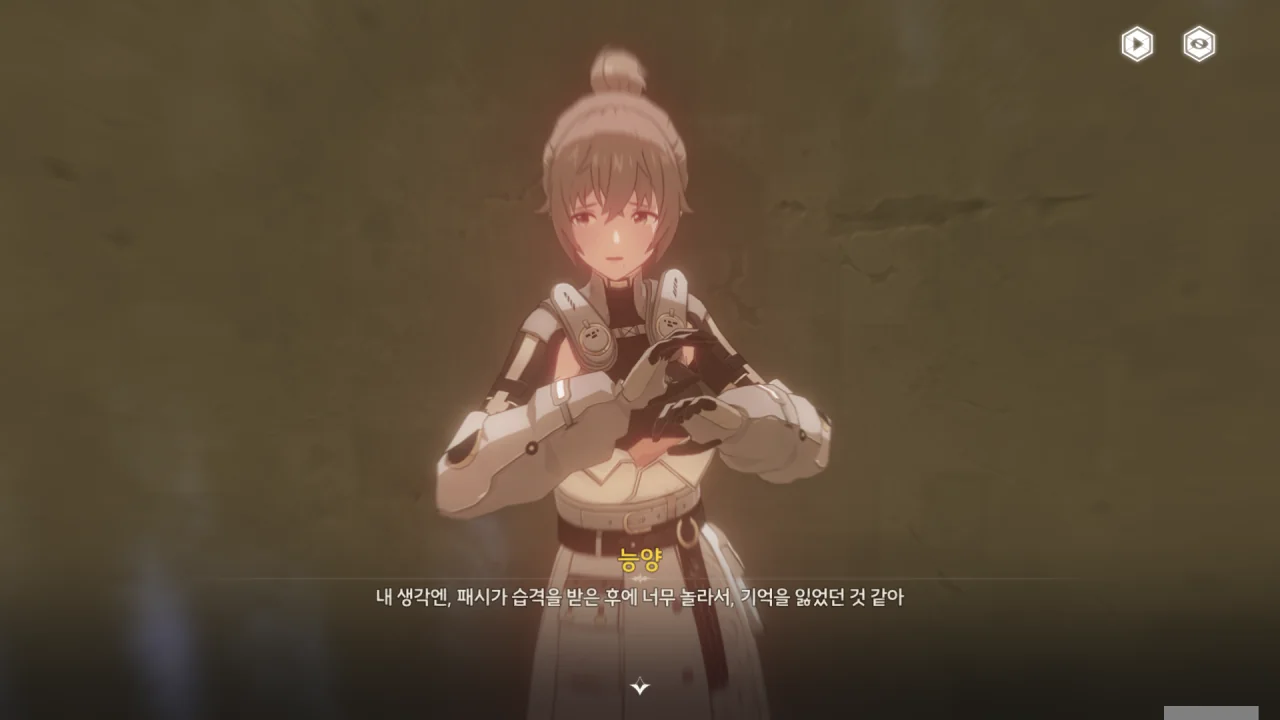 능양
내 생각엔, 패시가 습격을 받은 후에 너무 놀라서, 기억을 잃었던 것 같아